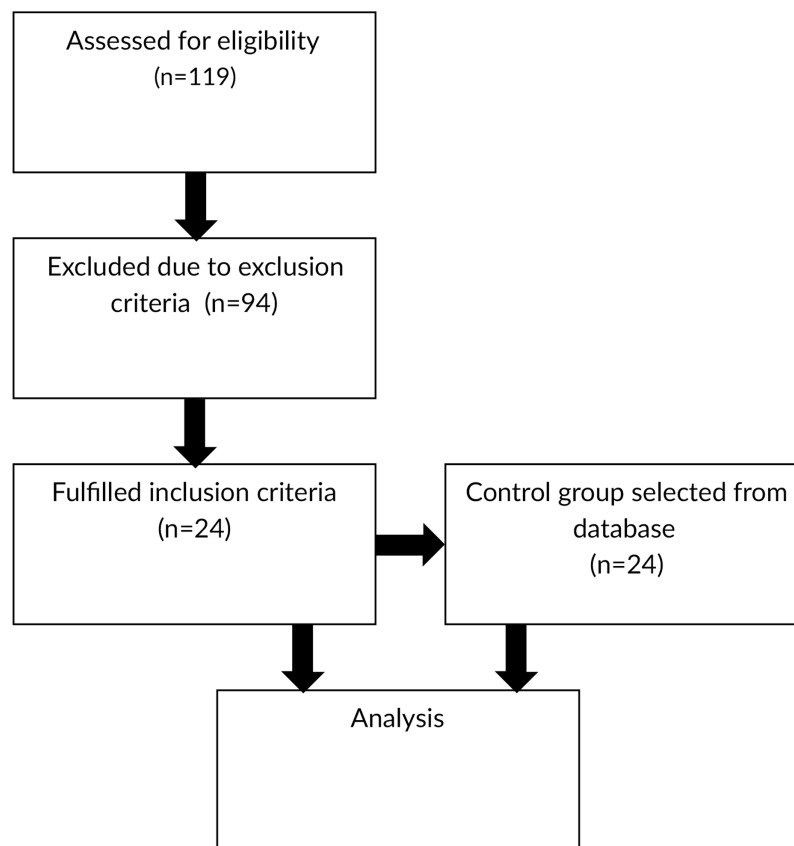 Assessed for eligibility
(n=119)
Excluded due to exclusion
criteria  (n=94)
Fulfilled inclusion criteria
(n=24)
Control group selected from
database
(n=24)
Analysis